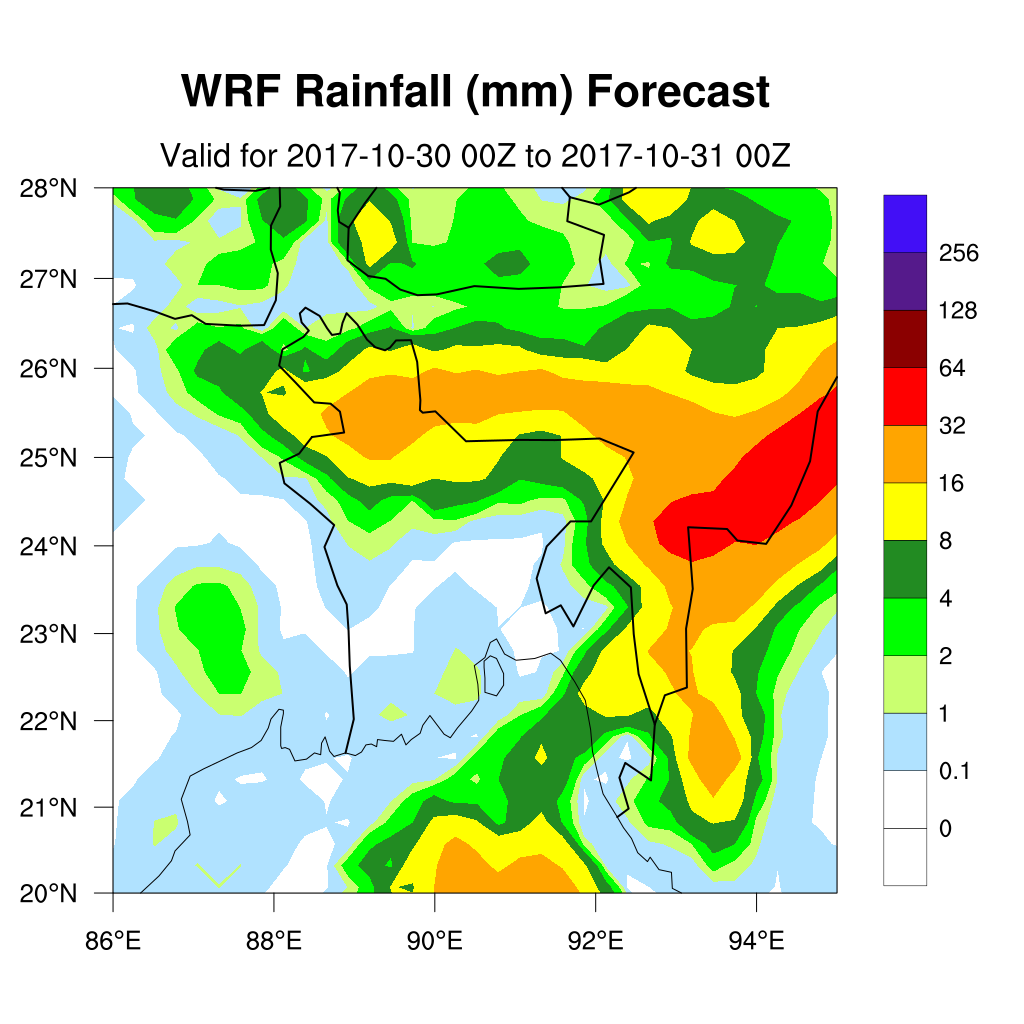 WRF Rainfall (mm) Forecast
Valid for 2017-10-30 00Z to 2017-10-31 00Z
28°N
27°N
26°N
25°N
24°N
23°N
22°N
21°N
20°N
86°E 88°E 90°E 92°E 94°E
256
128
64
32
16
8
4
2
1
0.1
0